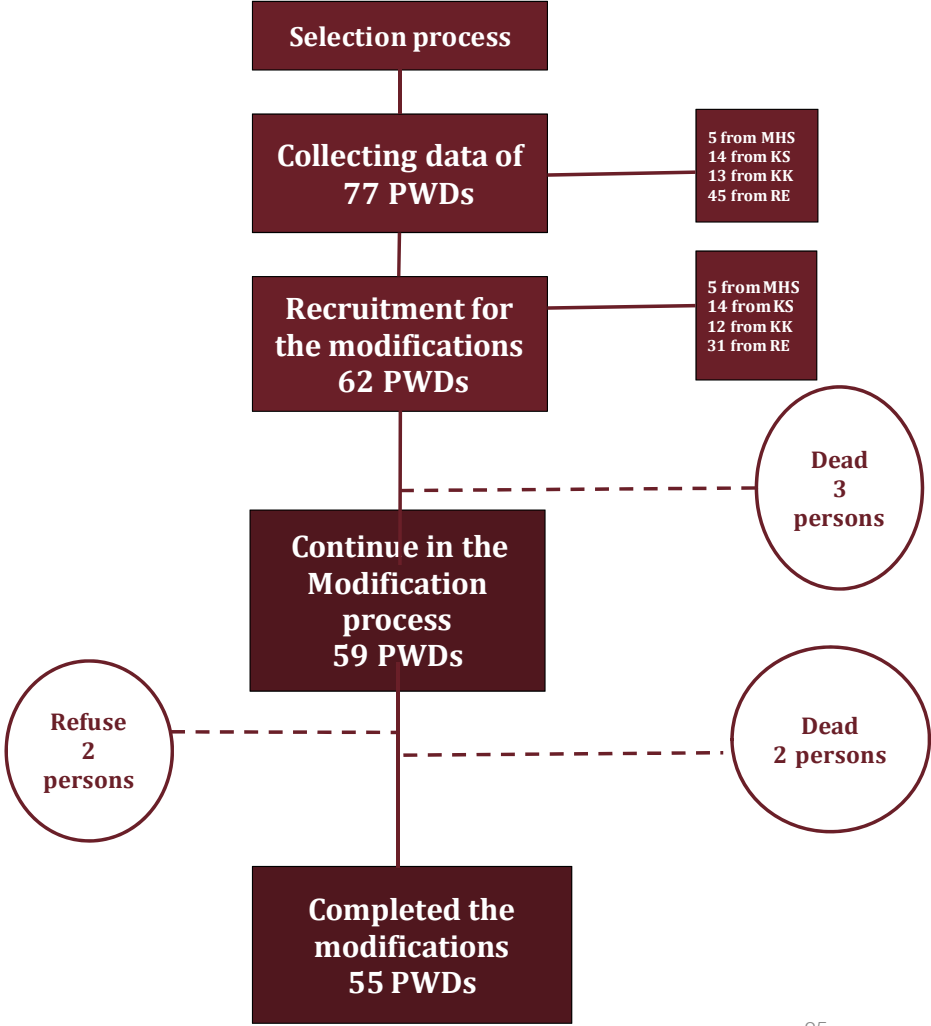 Selection process
Collecting data of
77 PWDs
5 from MHS
14 from KS
13 from KK
45 from RE
Recruitment for
the modifications
62 PWDs
5 from MHS
14 from KS
12 from KK
31 from RE
Dead
3
persons
Continue in the
Modification
process
59 PWDs
Refuse
2
persons
Dead
2 persons
Completed the
modifications
55 PWDs